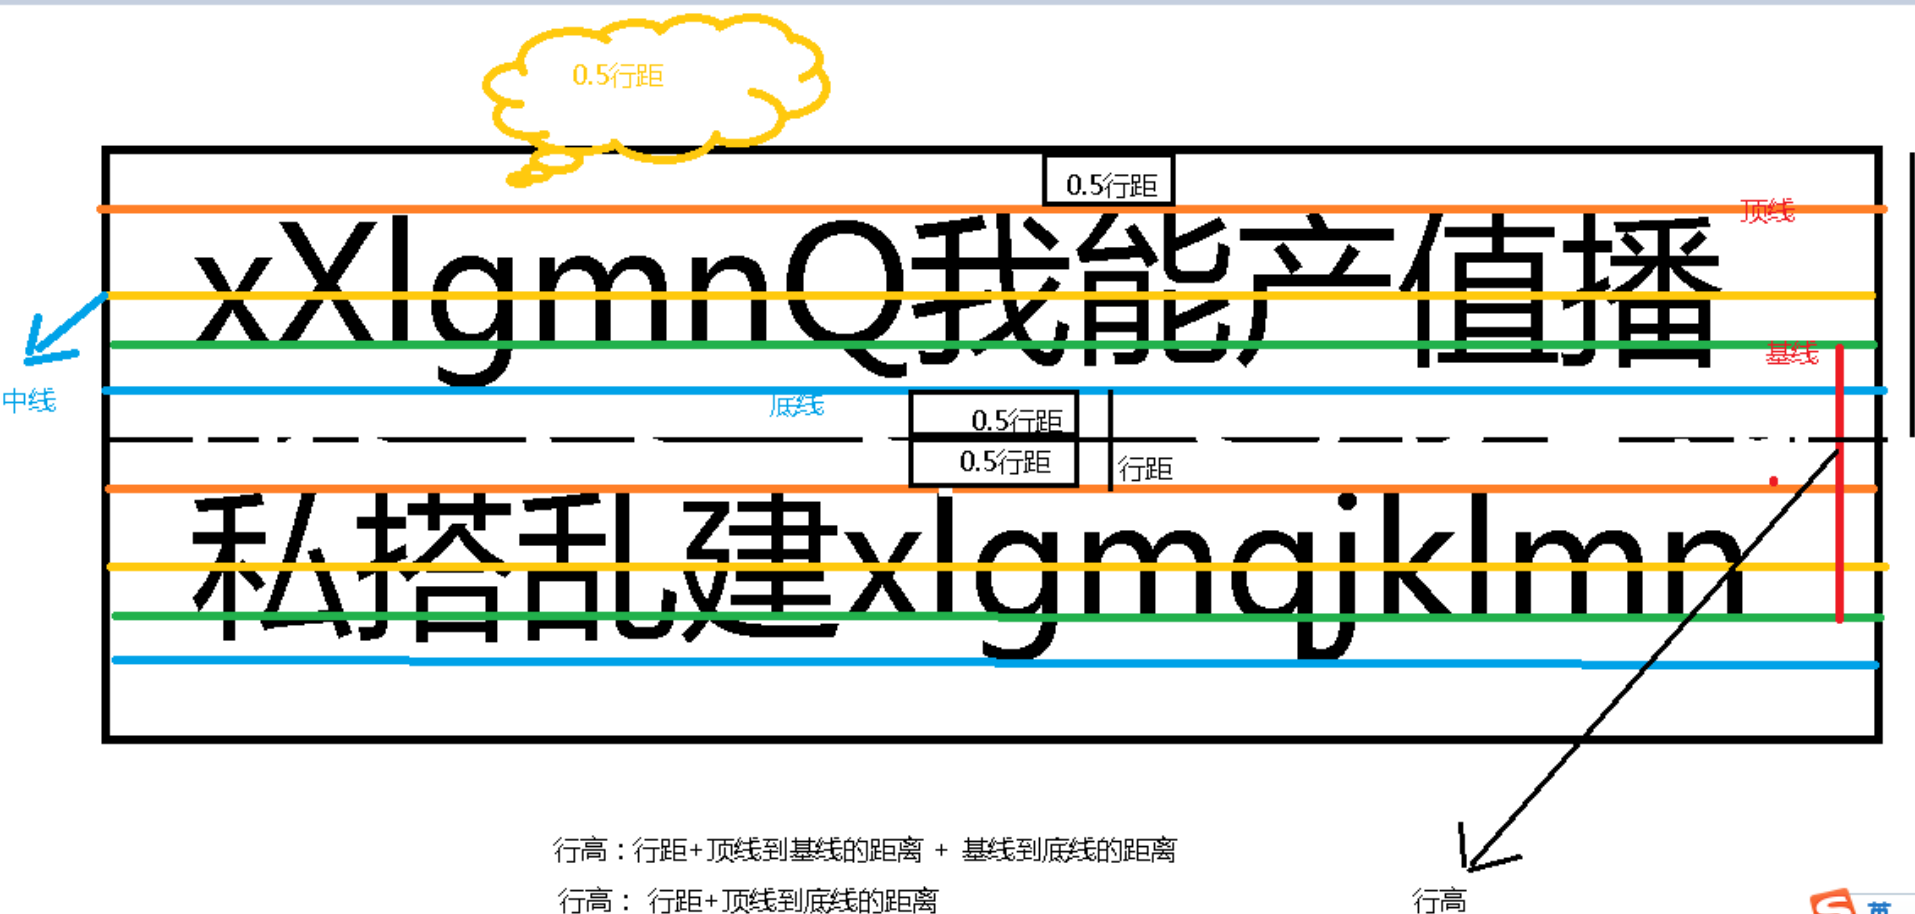 0.5行距
0.5行距
顶线
xXlgmnQ我能产值播
基线
中线
底线
0.5行距
0.5行距
行距
私搭乱建xlgmqjklmn
行高：行距+顶线到基线的距离 + 基线到底线的距离
行高： 行距+顶线到底线的距离
行高
英